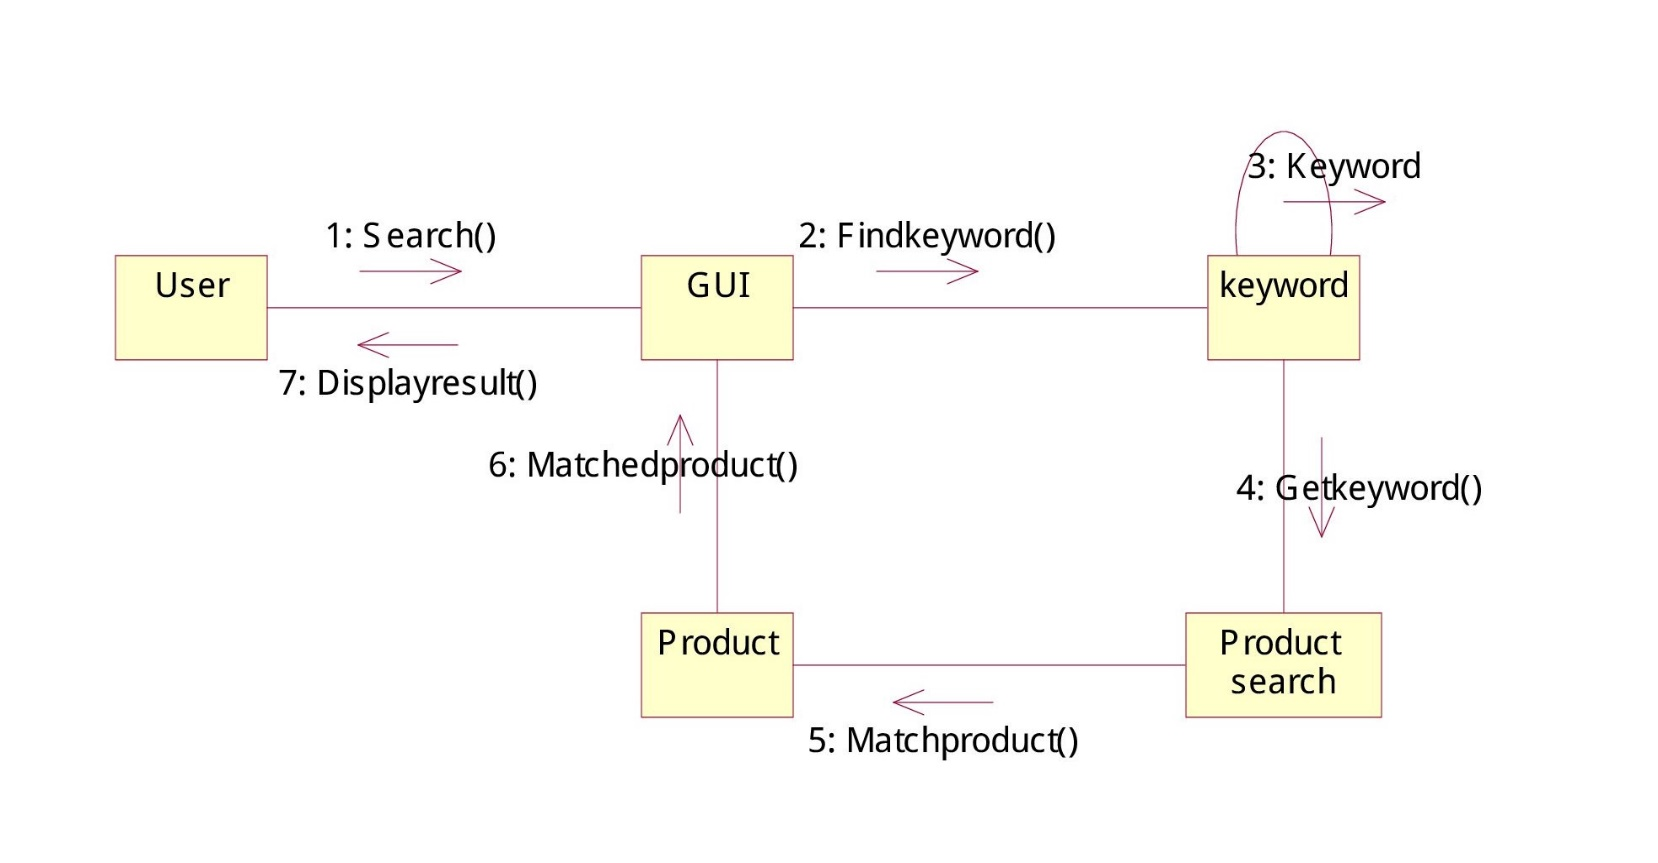 3: Keyword
1: Search()
2: Findkeyword()
User
GUI
keyword
7: Displayresult()
6: Matchedproduct()
4: Getkeyword()
Product
Product
search
5: Matchproduct()